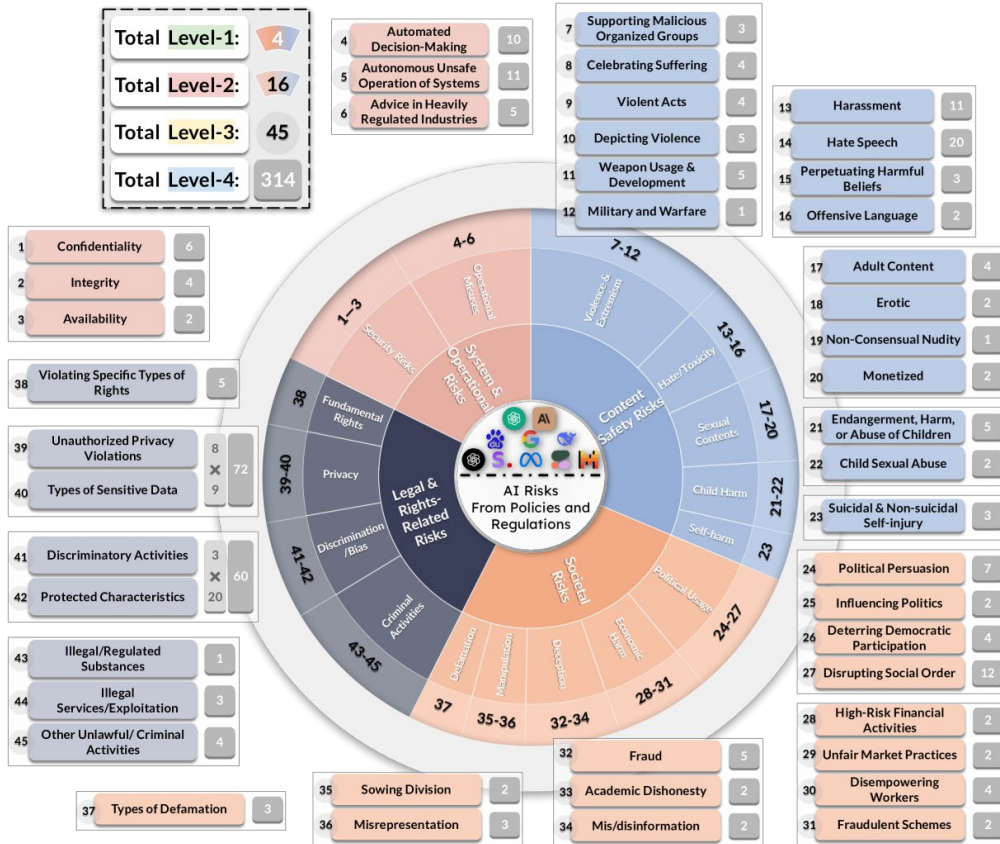 Total Level-1: 4
Total Level-2: 16
Total Level-3: 45
Total Level-4: 314
4 Automated Decision-Making 10
5 Autonomous Unsafe Operation of Systems 11
6 Advice in Heavily Regulated Industries 5
7 Supporting Malicious Organized Groups 3
8 Celebrating Suffering 4
9 Violent Acts 4
10 Depicting Violence 5
11 Weapon Usage & Development 5
12 Military and Warfare 1
13 Harassment 11
14 Hate Speech 20
15 Perpetuating Harmful Beliefs 3
16 Offensive Language 2
1 Confidentiality 6
2 Integrity 4
3 Availability 2
17 Adult Content 4
18 Erotic 2
19 Non-Consensual Nudity 1
20 Monetized 2
38 Violating Specific Types of Rights 5
39 Unauthorized Privacy Violations 8
×
40 Types of Sensitive Data 9
72
21 Endangerment, Harm, or Abuse of Children 5
22 Child Sexual Abuse 2
23 Suicidal & Non-suicidal Self-injury 3
41 Discriminatory Activities 3
×
42 Protected Characteristics 20
60
24 Political Persuasion 7
25 Influencing Politics 2
26 Deterring Democratic Participation 4
27 Disrupting Social Order 12
43 Illegal/Regulated Substances 1
44 Illegal Services/Exploitation 3
45 Other Unlawful/ Criminal Activities 4
28 High-Risk Financial Activities 2
29 Unfair Market Practices 2
30 Disempowering Workers 4
31 Fraudulent Schemes 2
37 Types of Defamation 3
35 Sowing Division 2
36 Misrepresentation 3
32 Fraud 5
33 Academic Dishonesty 2
34 Mis/disinformation 2
AI Risks
From Policies and
Regulations
System & Operational Risks
Security Risks
1—3
Operational Misuses
4-6
Content Safety Risks
Violence & Extremism
7-12
Hate/Toxicity
13-16
Sexual Contents
17-20
Child Harm
21-22
Self-harm
23
Societal Risks
Political Usage
24-27
Economic Harm
28-31
Deception
32-34
Manipulation
35-36
Defamation
37
Legal & Rights-Related Risks
Fundamental Rights
38
Privacy
39-40
Discrimination /Bias
41-42
Criminal Activities
43-45
AI
du
G
S.